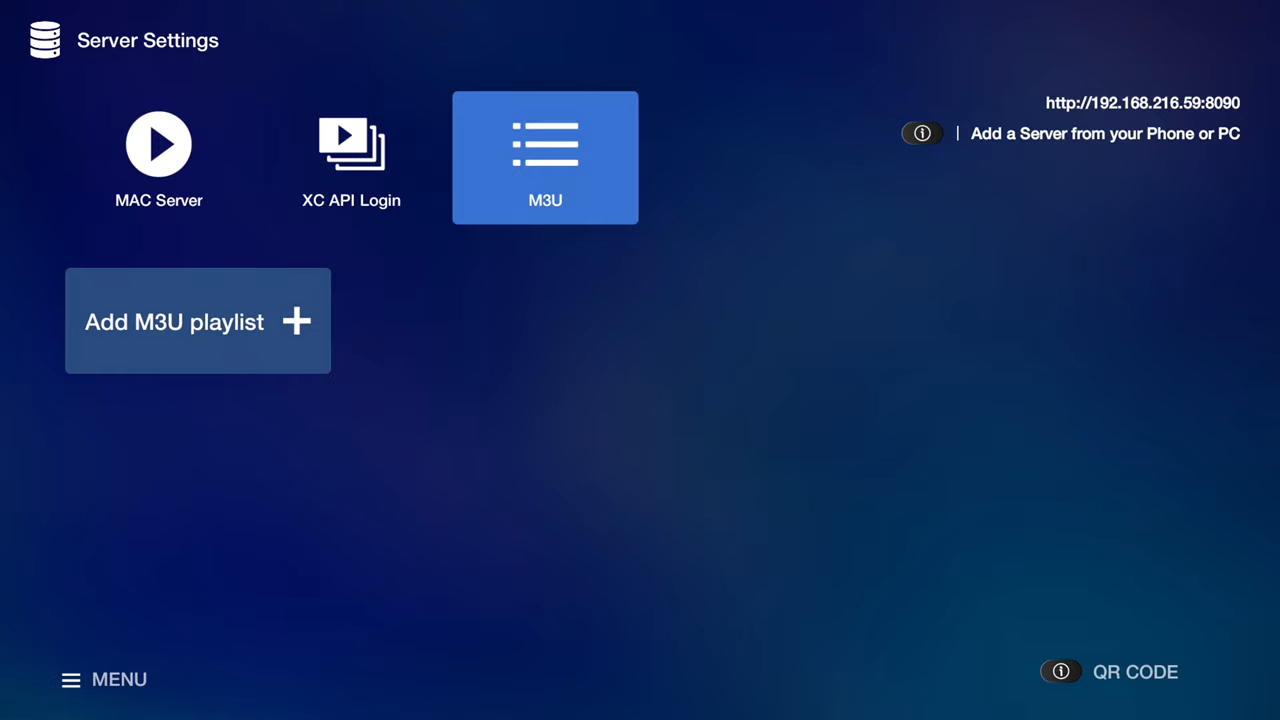 Server Settings
http://192.168.216.59:8090
Add a Server from your Phone or PC
MAC Server
XC API Login
M3U
Add M3U playlist
MENU
QR CODE